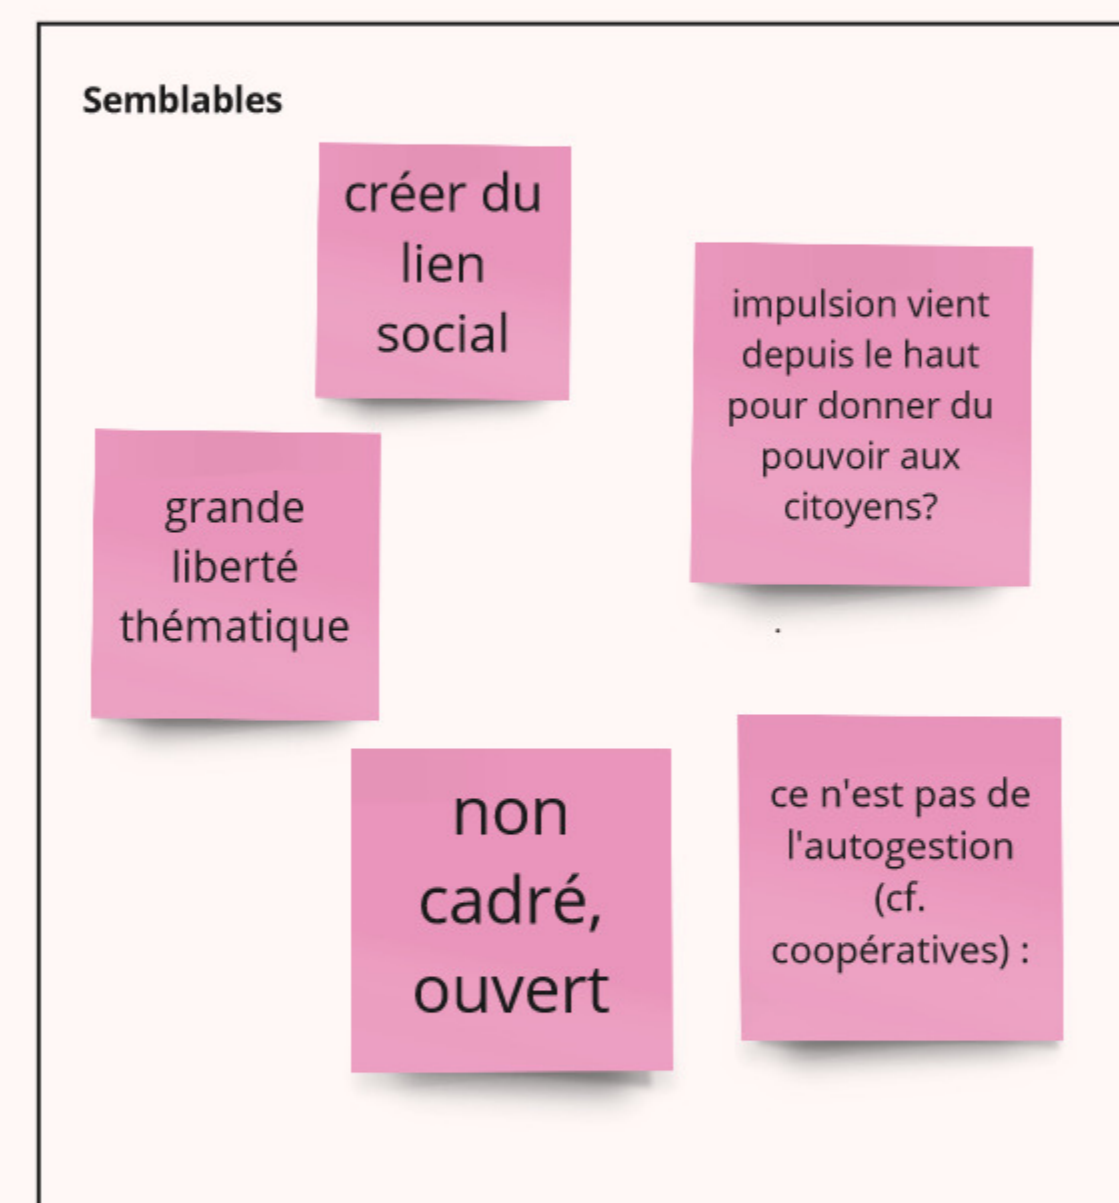 Semblables
créer du
lien
social
impulsion vient
depuis le haut
pour donner du
pouvoir aux
citoyens?
grande
liberté
thématique
non
cadré,
ouvert
ce n'est pas de
l'autogestion
(cf.
coopératives) :